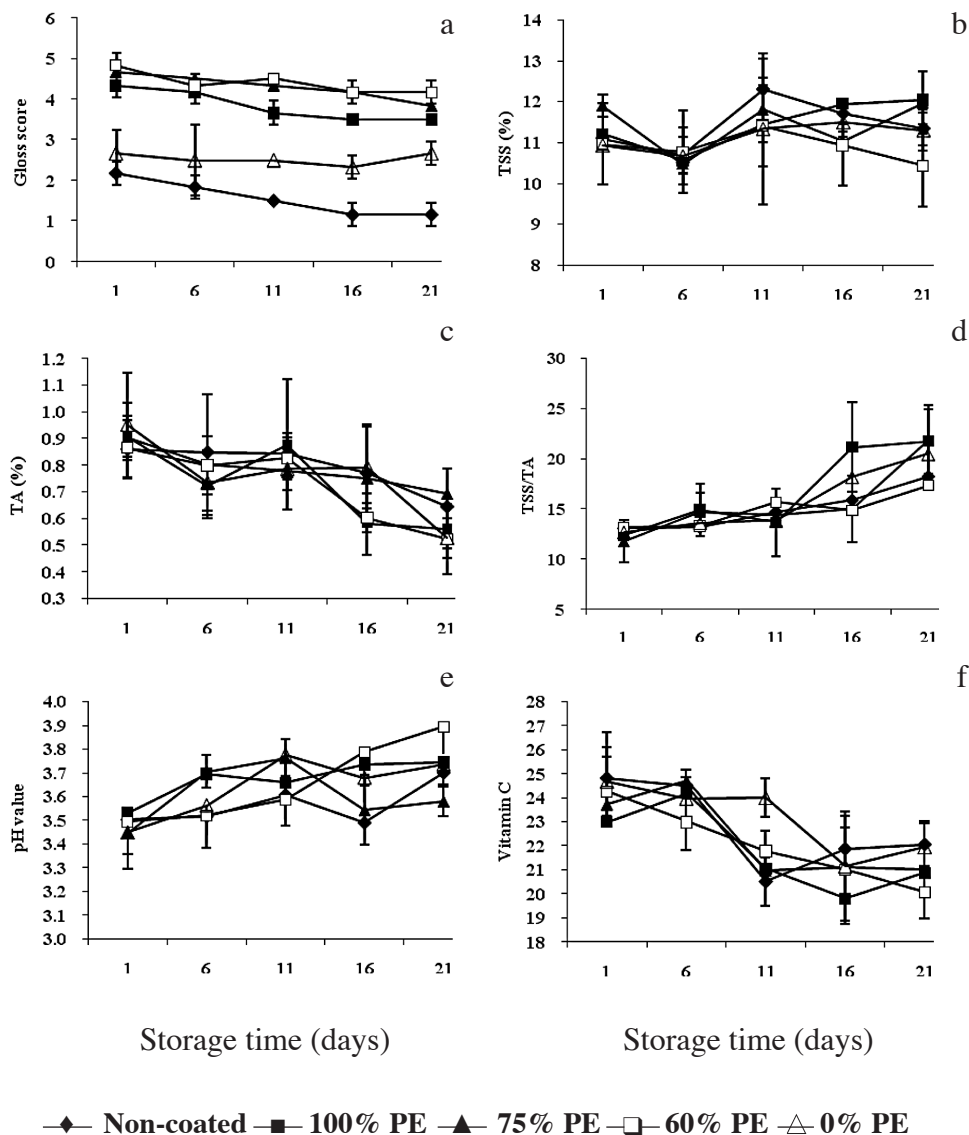 a
Gloss score
6
5
4
3
2
1
0
1 6 11 16 21
b
TSS (%)
14
13
12
11
10
9
8
1 6 11 16 21
c
TA (%)
1.2
1.1
1.0
0.9
0.8
0.7
0.6
0.5
0.4
0.3
1 6 11 16 21
d
TSS/TA
30
25
20
15
10
5
1 6 11 16 21
e
pH value
4.0
3.9
3.8
3.7
3.6
3.5
3.4
3.3
3.2
3.1
3.0
1 6 11 16 21
f
Vitamin C
28
27
26
25
24
23
22
21
20
19
18
1 6 11 16 21
Storage time (days)
Storage time (days)
Non-coated 100% PE 75% PE 60% PE 0% PE